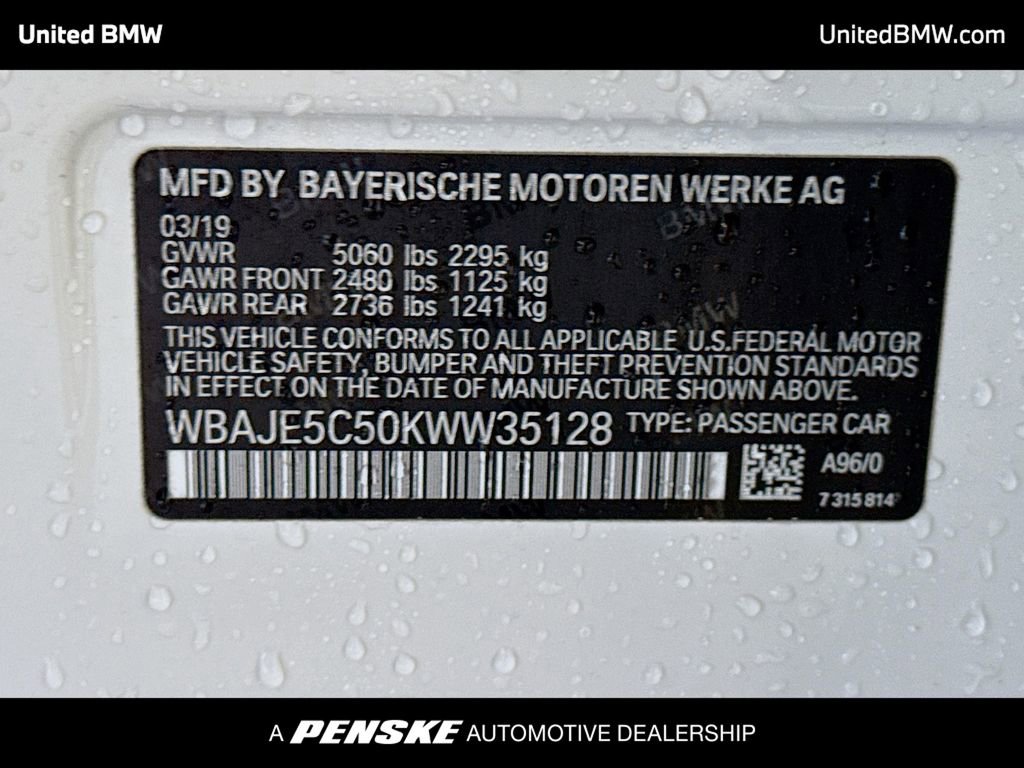 United BMW
UnitedBMW.com
MFD BY BAYERISCHE MOTOREN WERKE AG
03/19
GVWR 5060 lbs 2295 kg
GAWR FRONT 2480 lbs 1125 kg
GAWR REAR 2736 lbs 1241 kg
THIS VEHICLE CONFORMS TO ALL APPLICABLE U.S.FEDERAL MOTOR
VEHICLE SAFETY, BUMPER AND THEFT PREVENTION STANDARDS
IN EFFECT ON THE DATE OF MANUFACTURE SHOWN ABOVE.
WBAJE5C50KWW35128 TYPE: PASSENGER CAR
A96/0
7 315 814
A PENSKE AUTOMOTIVE DEALERSHIP